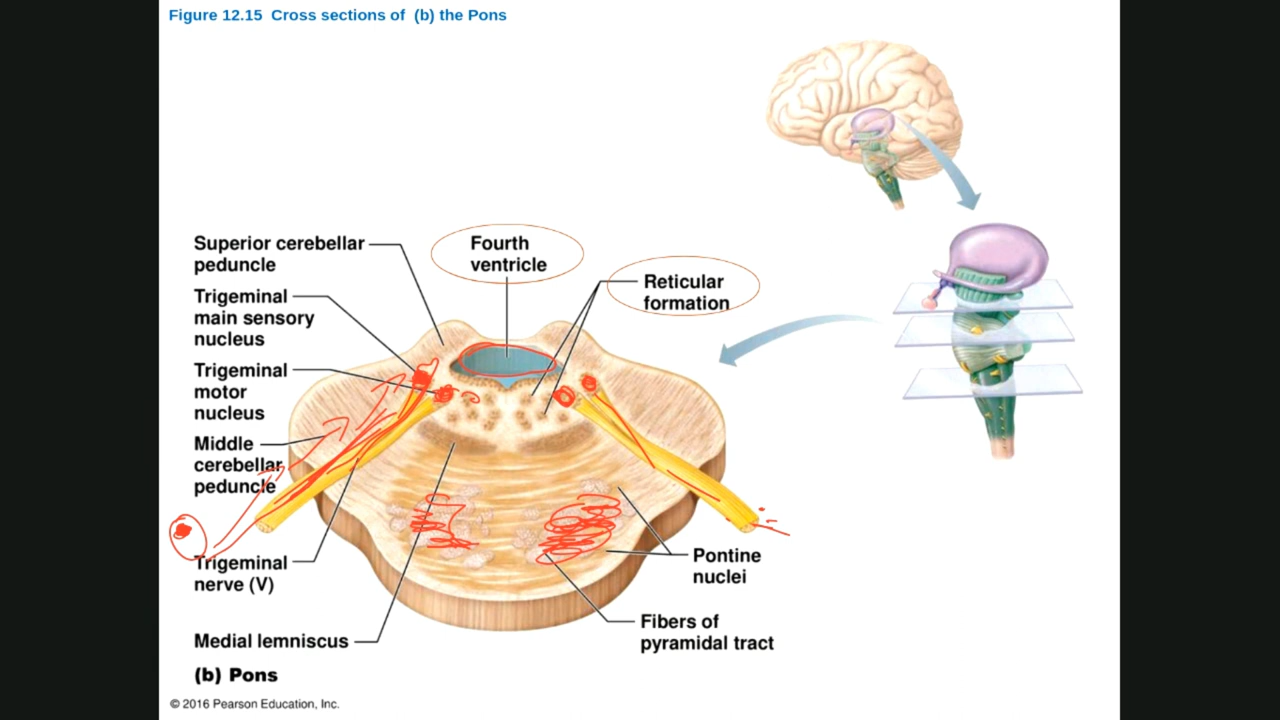 Figure 12.15 Cross sections of (b) the Pons
Superior cerebellar
peduncle
Fourth
ventricle
Reticular
formation
Trigeminal
main sensory
nucleus
Trigeminal
motor
nucleus
Middle
cerebellar
peduncle
Trigeminal
nerve (V)
Medial lemniscus
Pontine
nuclei
Fibers of
pyramidal tract
(b) Pons
© 2016 Pearson Education, Inc.